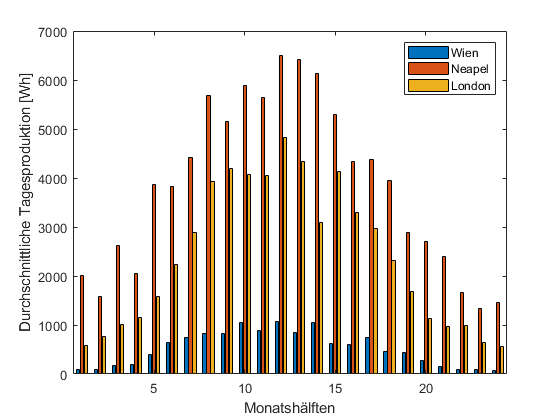 7000
6000
5000
4000
3000
2000
1000
0
Durchschnittliche Tagesproduktion [Wh]
Wien
Neapel
London
5
10
15
20
Monatshälften